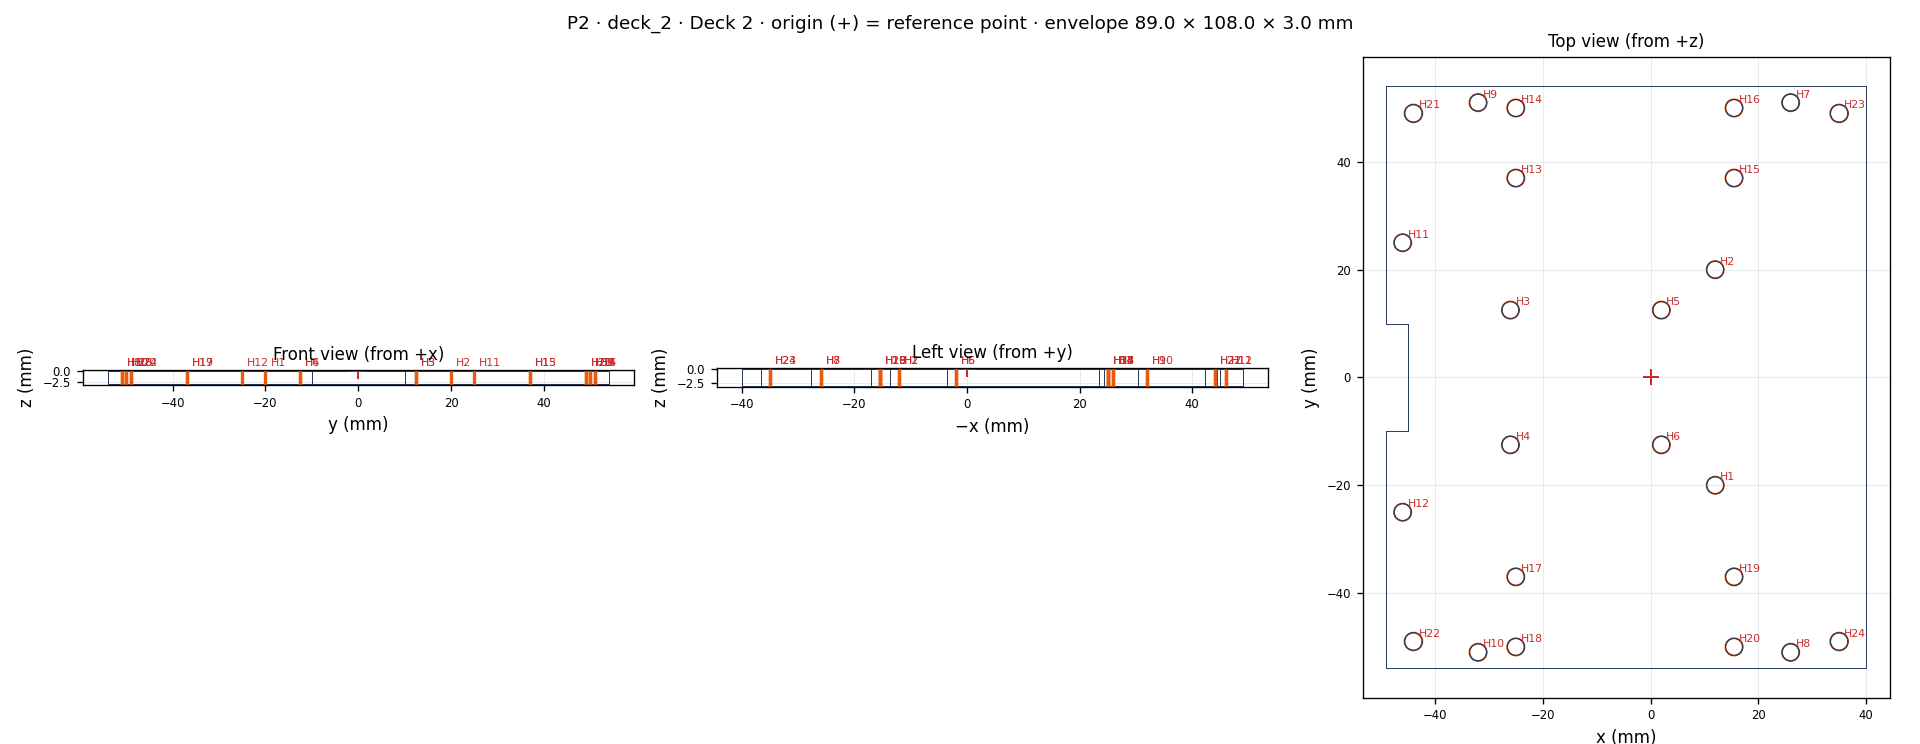 P2 · deck_2 · Deck 2 · origin (+) = reference point · envelope 89.0 × 108.0 × 3.0 mm
Top view (from +z)
H21
H9
H14
H16
H7
H23
40
H13
H15
H11
20
H2
H3
H5
y (mm)
0
H4
H6
−20
H1
H12
−40
H17
H19
H22
H10
H18
H20
H8
H24
−40
−20
0
20
40
x (mm)
Front view (from +x)
H12
H1
H2
H11
z (mm)
0.0
−2.5
−40
−20
0
20
40
y (mm)
Left view (from +y)
z (mm)
0.0
−2.5
−40
−20
0
20
40
−x (mm)